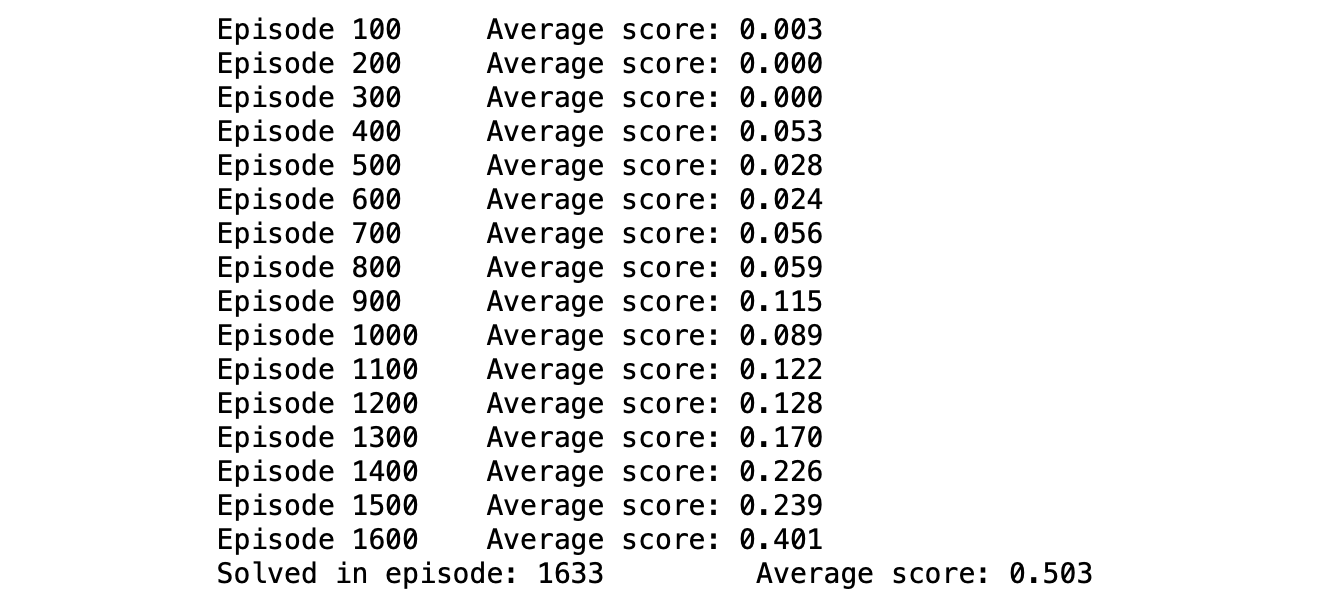 Episode 100 Average score: 0.003
Episode 200 Average score: 0.000
Episode 300 Average score: 0.000
Episode 400 Average score: 0.053
Episode 500 Average score: 0.028
Episode 600 Average score: 0.024
Episode 700 Average score: 0.056
Episode 800 Average score: 0.059
Episode 900 Average score: 0.115
Episode 1000 Average score: 0.089
Episode 1100 Average score: 0.122
Episode 1200 Average score: 0.128
Episode 1300 Average score: 0.170
Episode 1400 Average score: 0.226
Episode 1500 Average score: 0.239
Episode 1600 Average score: 0.401
Solved in episode: 1633 Average score: 0.503